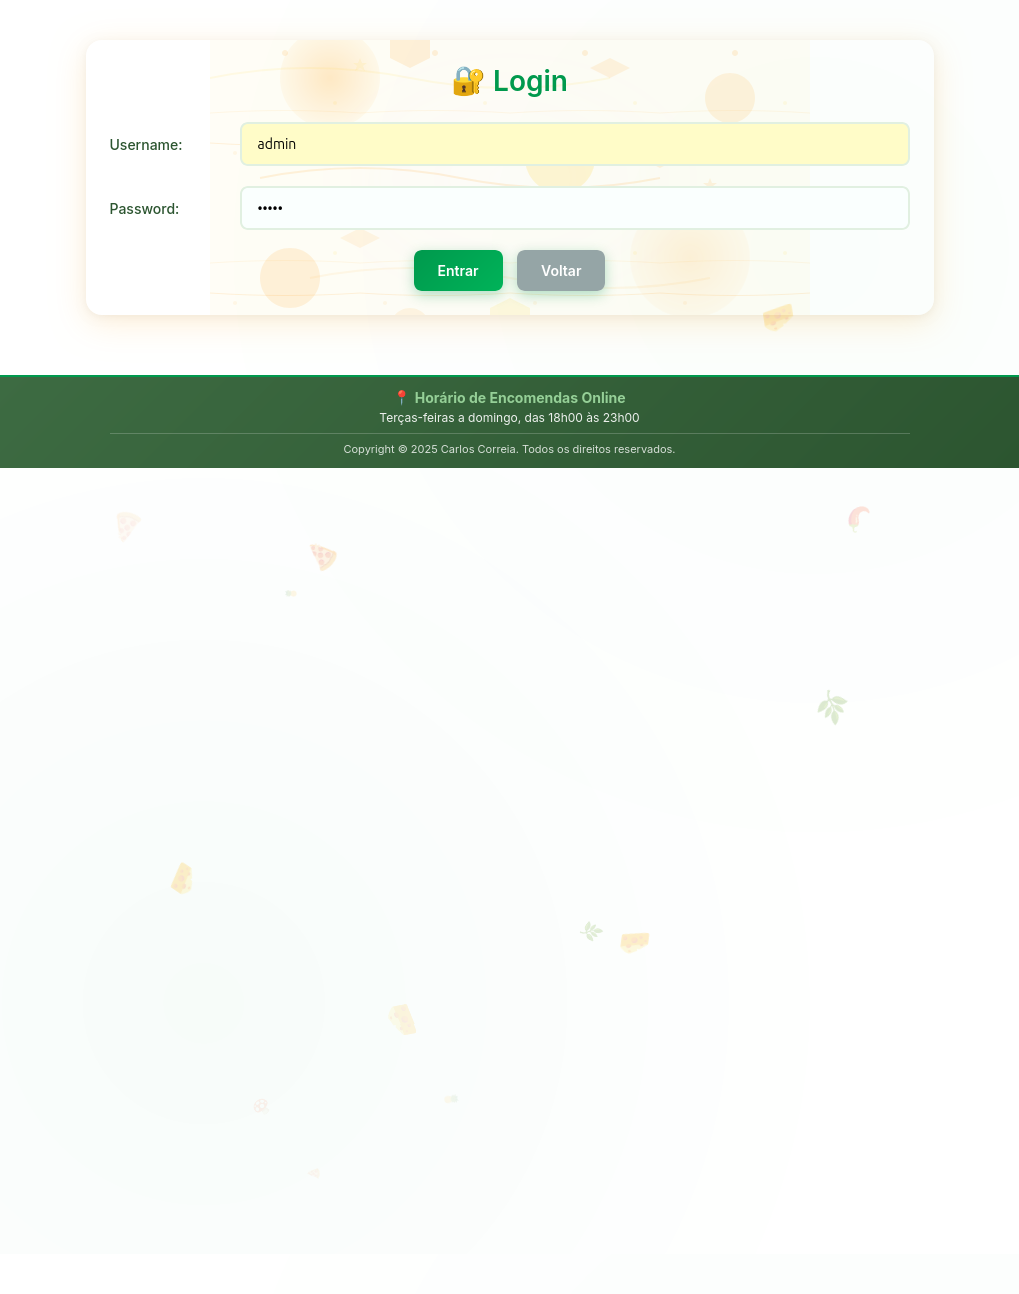 🔐 Login
Username:
admin
Password:
•••••
Entrar
Voltar
📍 Horário de Encomendas Online
Terças-feiras a domingo, das 18h00 às 23h00
Copyright © 2025 Carlos Correia. Todos os direitos reservados.